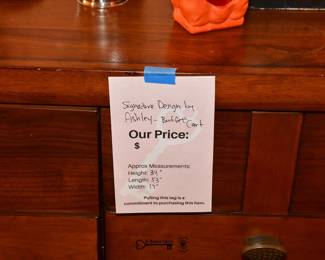 Signature Design by
Ashley - Buffet Cart
Our Price:
$
Approx Measurements:
Height: 34"
Length: 53"
Width: 17"
Pulling this tag is a
commitment to purchasing this item.